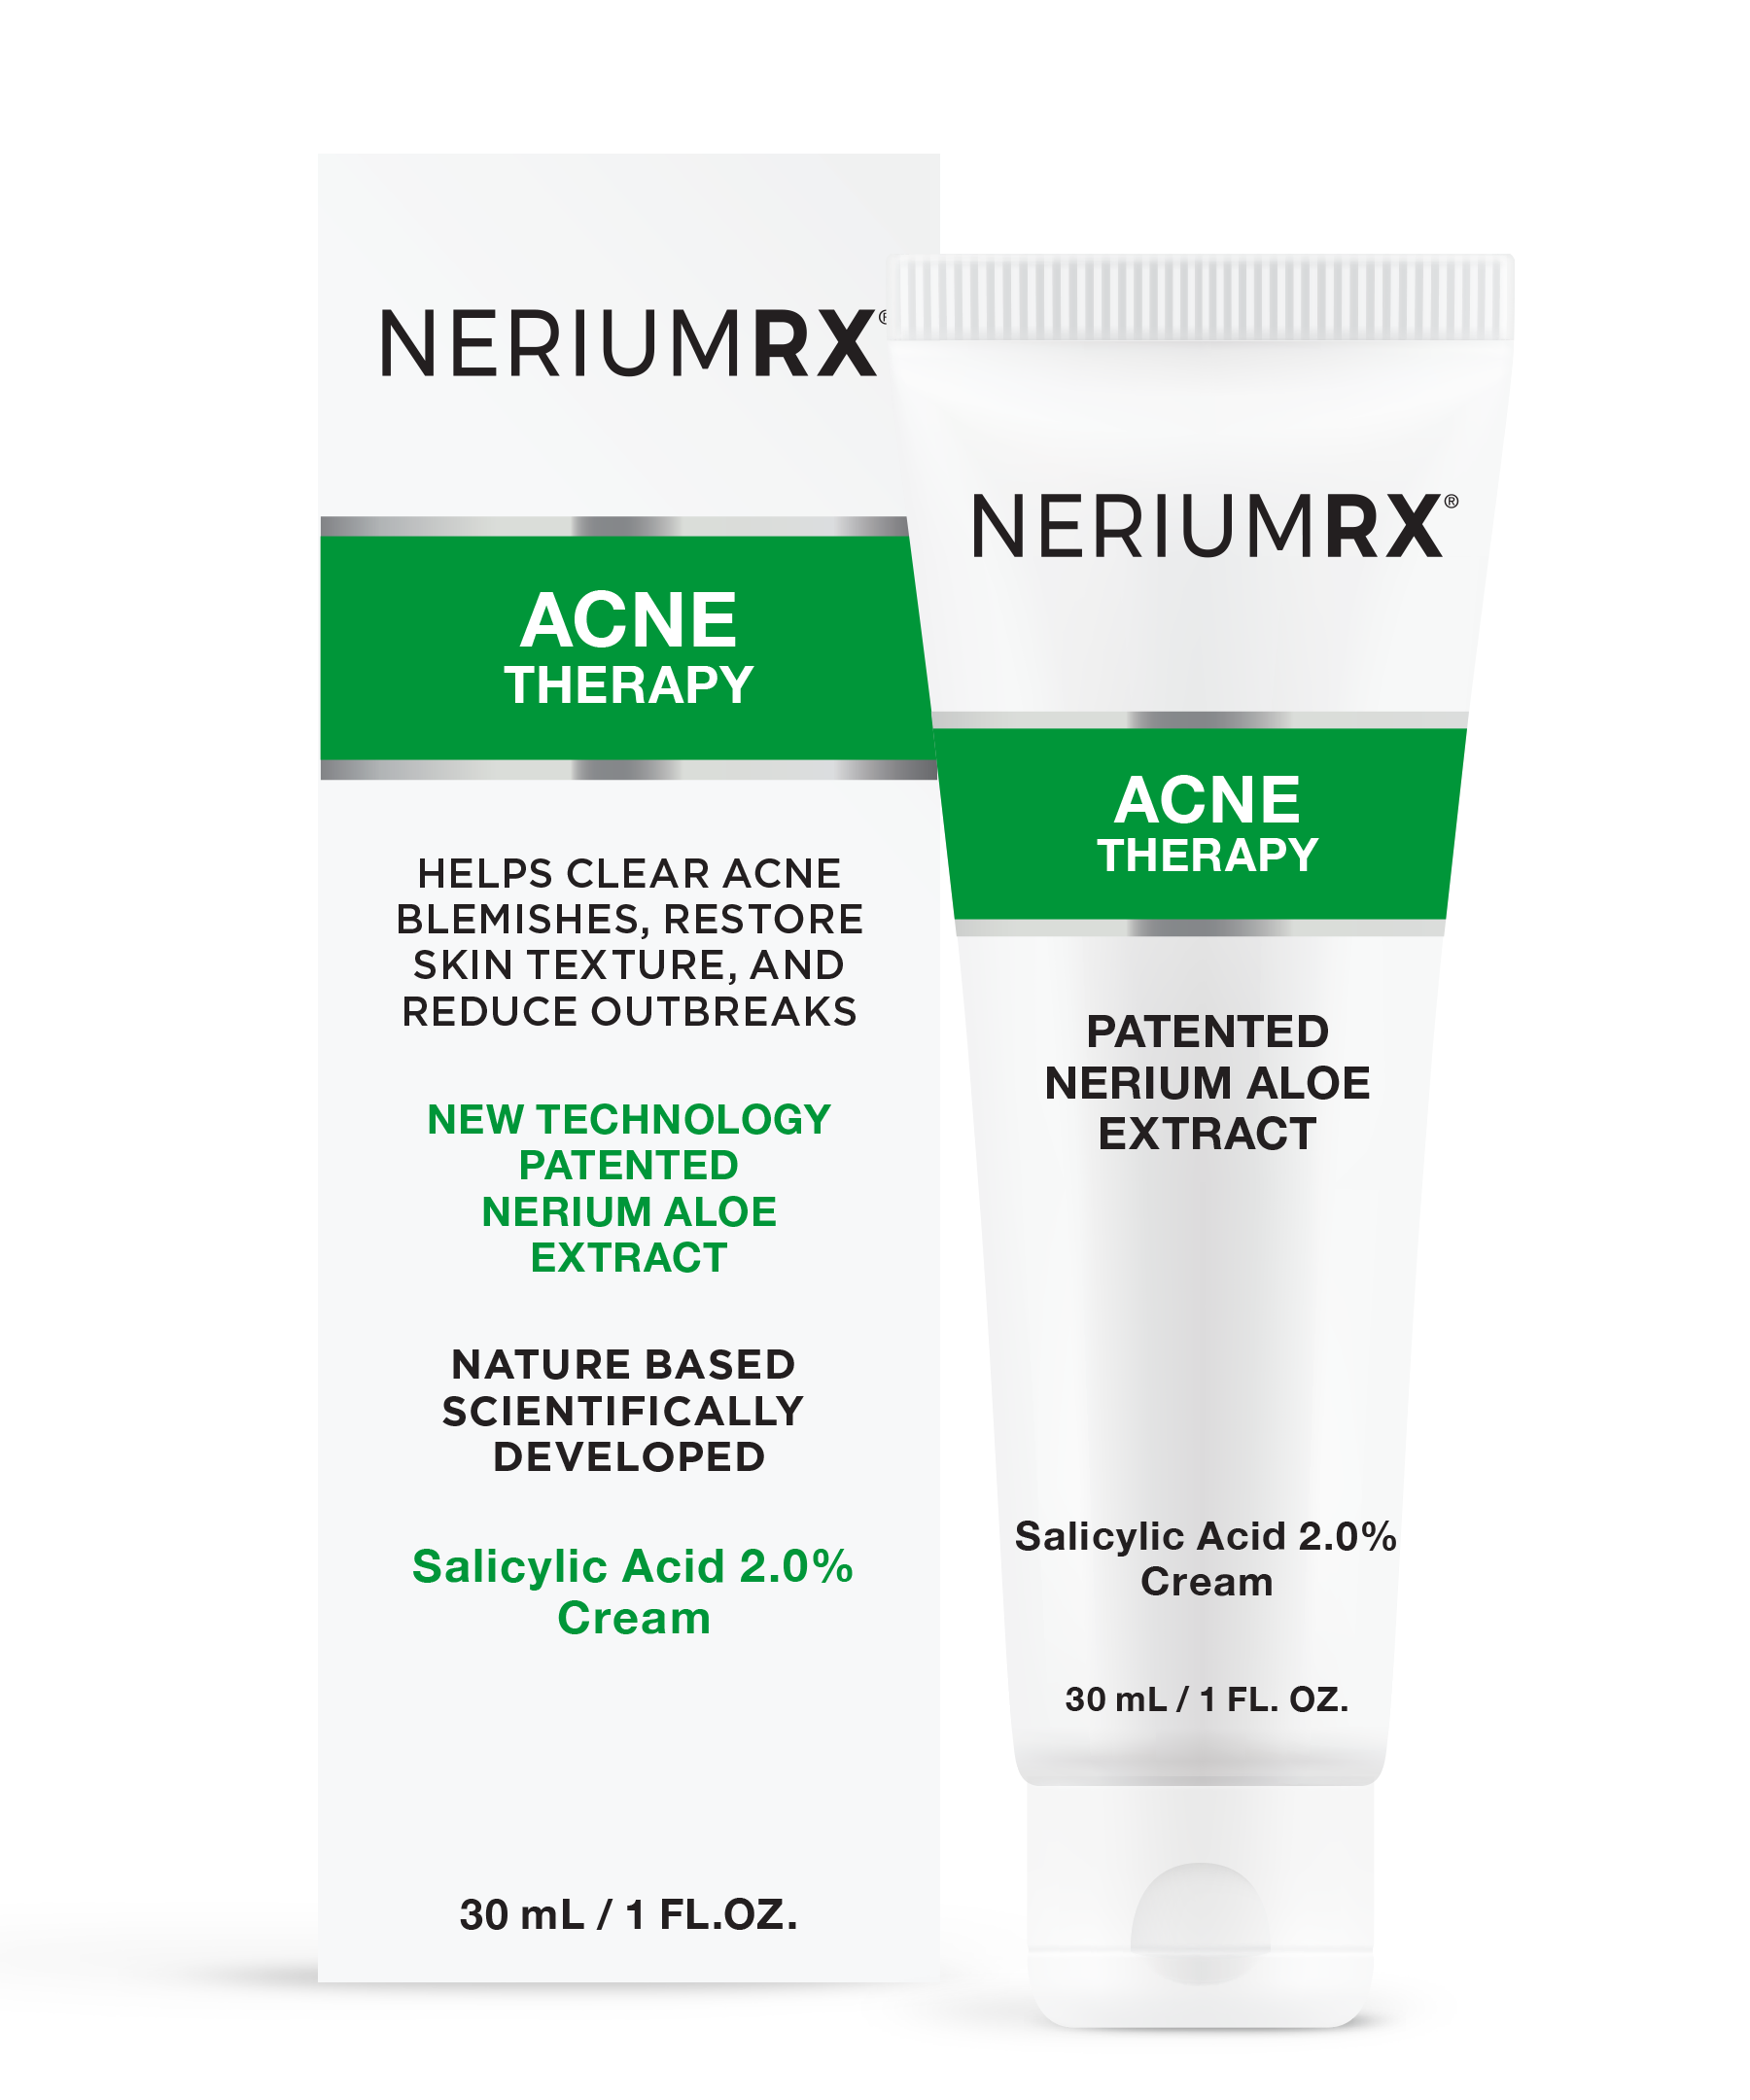 NERIUMRX®
ACNE
THERAPY
HELPS CLEAR ACNE
BLEMISHES, RESTORE
SKIN TEXTURE, AND
REDUCE OUTBREAKS
NEW TECHNOLOGY
PATENTED
NERIUM ALOE
EXTRACT
NATURE BASED
SCIENTIFICALLY
DEVELOPED
Salicylic Acid 2.0%
Cream
30 mL / 1 FL.OZ.
NERIUMRX®
ACNE
THERAPY
PATENTED
NERIUM ALOE
EXTRACT
Salicylic Acid 2.0%
Cream
30 mL / 1 FL. OZ.